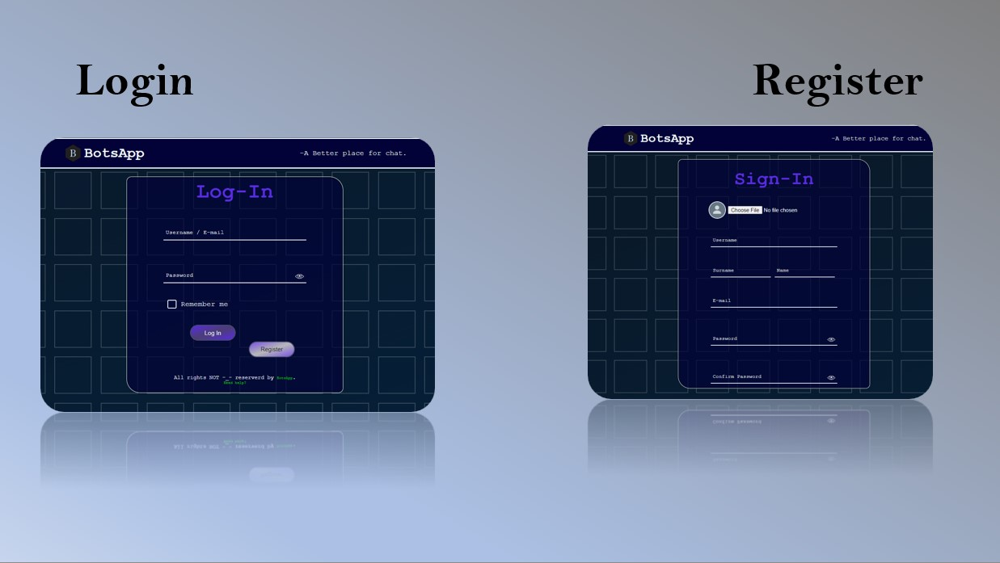 Login
B BotsApp
-A Better place for chat.
Log-In
Username / E-mail
Password
Remember me
Log In
Register
All rights NOT -_- reserverd by BotsApp.
Need help?
Register
B BotsApp
-A Better place for chat.
Sign-In
Choose File No file chosen
Username
Surname Name
E-mail
Password
Confirm Password